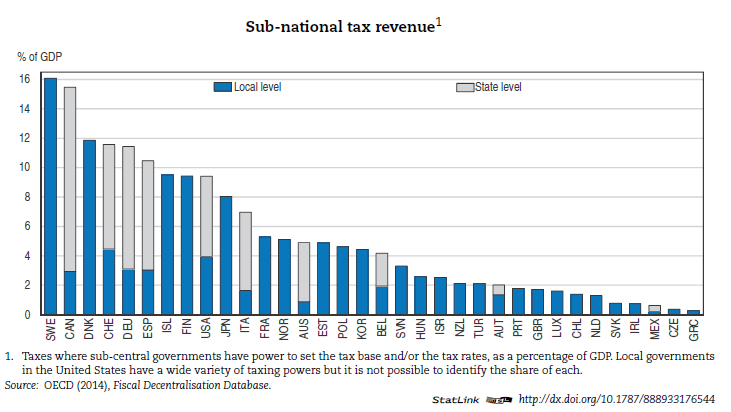 Sub-national tax revenue1
% of GDP
16
14
12
10
8
6
4
2
0
Local level
State level
SWE
CAN
DNK
CHE
DEU
ESP
ISL
FIN
USA
JPN
ITA
FRA
NOR
AUS
EST
POL
KOR
BEL
SVN
HUN
ISR
NZL
TUR
AUT
PRT
GBR
LUX
CHL
NLD
SVK
IRL
MEX
CZE
GRC
1. Taxes where sub-central governments have power to set the tax base and/or the tax rates, as a percentage of GDP. Local governments
in the United States have a wide variety of taxing powers but it is not possible to identify the share of each.
Source: OECD (2014), Fiscal Decentralisation Database.
StatLink http://dx.doi.org/10.1787/888933176544